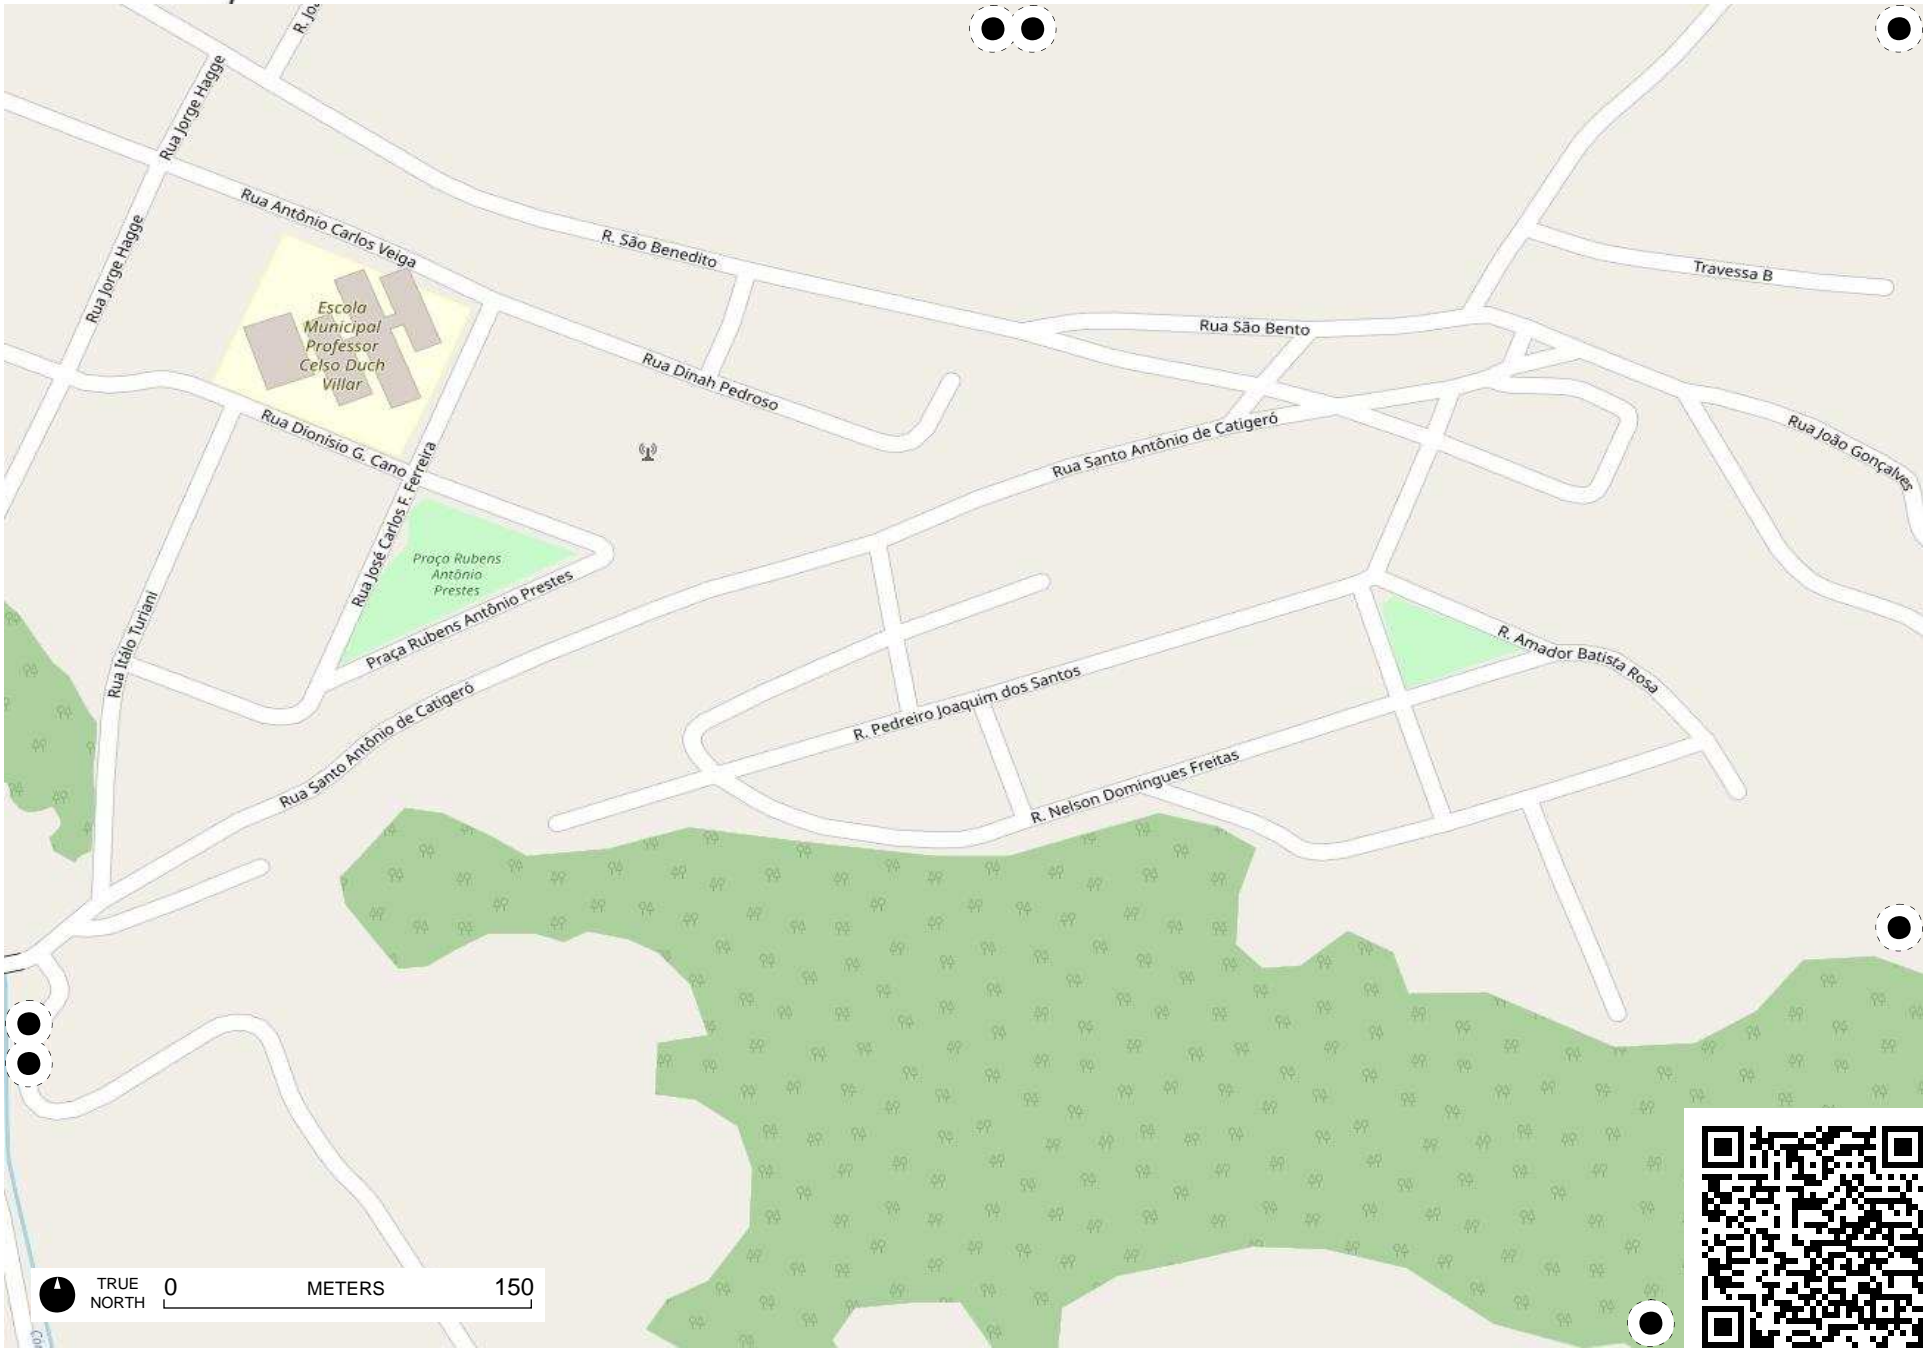 R. Joã
Rua Jorge Hagge
Rua Jorge Hagge
Rua Antônio Carlos Veiga
R. São Benedito
Travessa B
Escola
Municipal
Professor
Celso Duch
Villar
Rua São Bento
Rua Dinah Pedroso
Rua Dionísio G. Cano
Rua Santo Antônio de Catigeró
Rua João Gonçalves
Rua José Carlos F. Ferreira
Praça Rubens
Antônio
Prestes
Praça Rubens Antônio Prestes
Rua Itálo Turiani
R. Amador Batista Rosa
R. Pedreiro Joaquim dos Santos
Rua Santo Antônio de Catigeró
R. Nelson Domingues Freitas
TRUE
NORTH
0 METERS 150